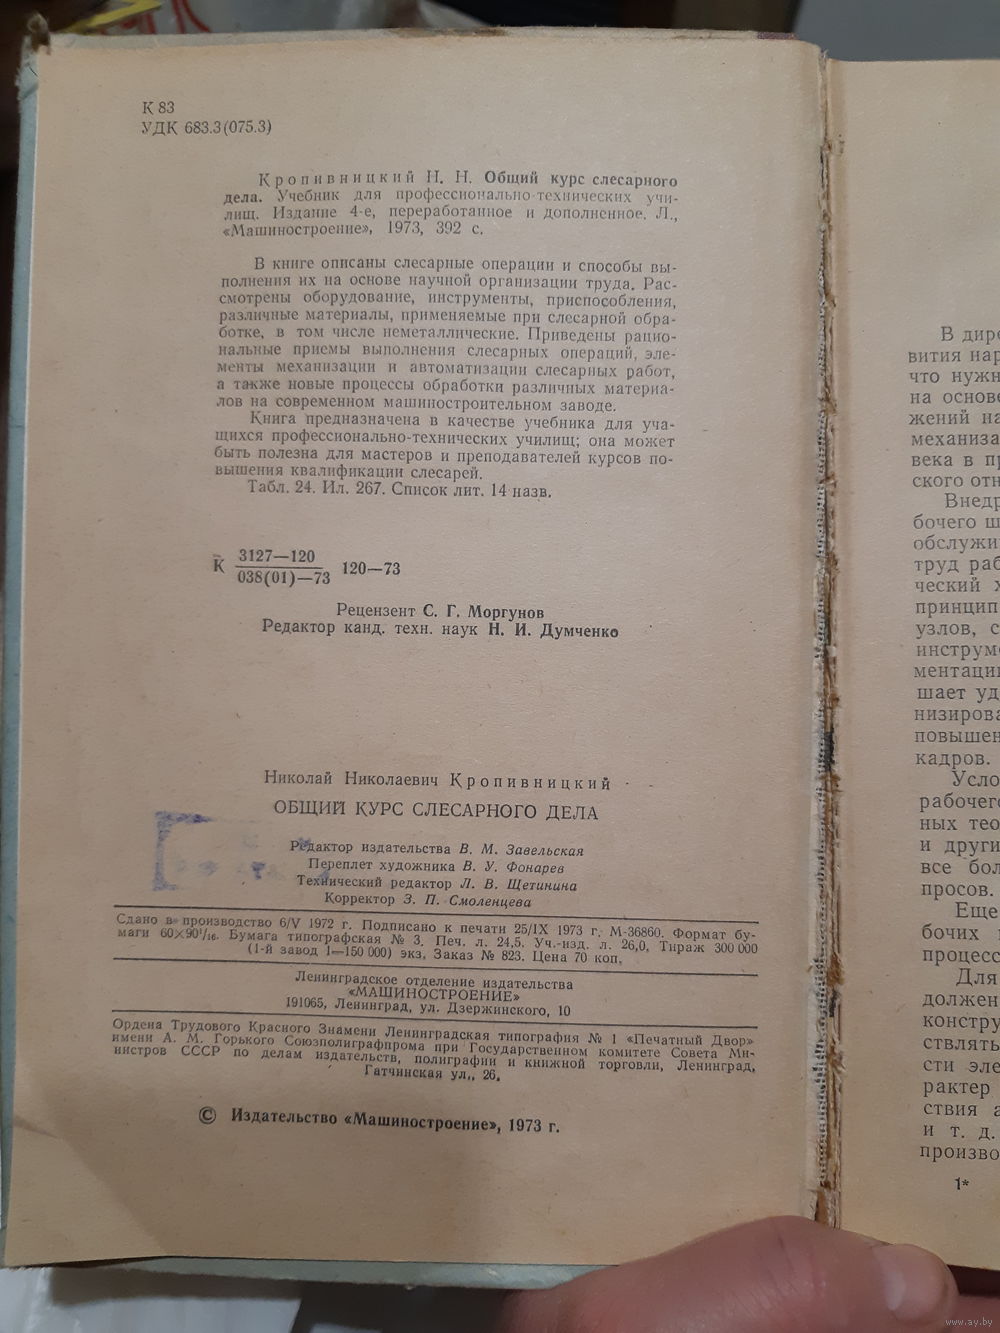 К 83
УДК 683.3(075.3)
Кропивницкий Н. Н. Общий курс слесарного
дела. Учебник для профессионально-технических учи-
лищ. Издание 4-е, переработанное и дополненное. Л.,
«Машиностроение», 1973, 392 с.
В книге описаны слесарные операции и способы вы-
полнения их на основе научной организации труда. Рас-
смотрены оборудование, инструменты, приспособления,
различные материалы, применяемые при слесарной обра-
ботке, в том числе неметаллические. Приведены рацио-
нальные приемы выполнения слесарных операций, эле-
менты механизации и автоматизации слесарных работ,
а также новые процессы обработки различных материа-
лов на современном машиностроительном заводе.
Книга предназначена в качестве учебника для уча-
щихся профессионально-технических училищ; она может
быть полезна для мастеров и преподавателей курсов по-
вышения квалификации слесарей.
Табл. 24. Ил. 267. Список лит. 14 назв.
К 3127—120
038(01)—73 120—73
Рецензент С. Г. Моргунов
Редактор канд. техн. наук Н. И. Думченко
Николай Николаевич Кропивницкий
ОБЩИЙ КУРС СЛЕСАРНОГО ДЕЛА
Редактор издательства В. М. Завельская
Переплет художника В. У. Фонарев
Технический редактор Л. В. Щетинина
Корректор З. П. Смоленцева
Сдано в производство 6/V 1972 г. Подписано к печати 25/IX 1973 г. М-36860. Формат бу-
маги 60×90¹/₁₆. Бумага типографская № 3. Печ. л. 24,5. Уч.-изд. л. 26,0. Тираж 300 000
(1-й завод 1—150 000) экз. Заказ № 823. Цена 70 коп.
Ленинградское отделение издательства
«МАШИНОСТРОЕНИЕ»
191065, Ленинград, ул. Дзержинского, 10
Ордена Трудового Красного Знамени Ленинградская типография № 1 «Печатный Двор»
имени А. М. Горького Союзполиграфпрома при Государственном комитете Совета Ми-
нистров СССР по делам издательств, полиграфии и книжной торговли, Ленинград,
Гатчинская ул., 26.
© Издательство «Машиностроение», 1973 г.
В дире
вития нар
что нужн
на основе
жений на
механиза
века в пр
ского отн
Внедр
бочего ш
обслужи
труд раб
ческий х
принцип
узлов, с
инструме
ментации
шает уд
низирова
повышен
кадров.
Усло
рабочего
ных тео
и други
все бол
просов.
Еще
бочих
процесс
Для
должен
констру
ствлять
сти эле
рактер
ствия а
и т. д.
произво
1*
www.ay.by